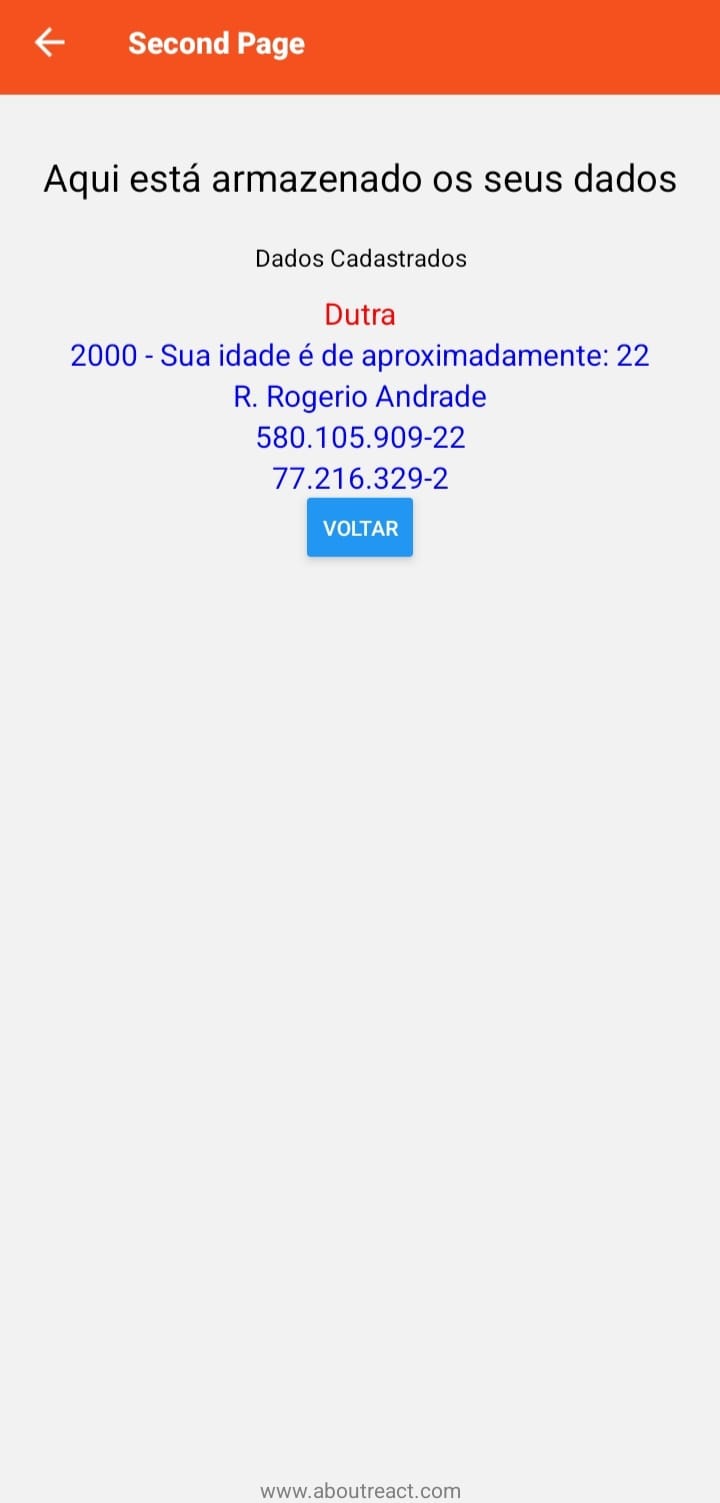 Second Page
Aqui está armazenado os seus dados
Dados Cadastrados
Dutra
2000 - Sua idade é de aproximadamente: 22
R. Rogerio Andrade
580.105.909-22
77.216.329-2
VOLTAR
www.aboutreact.com